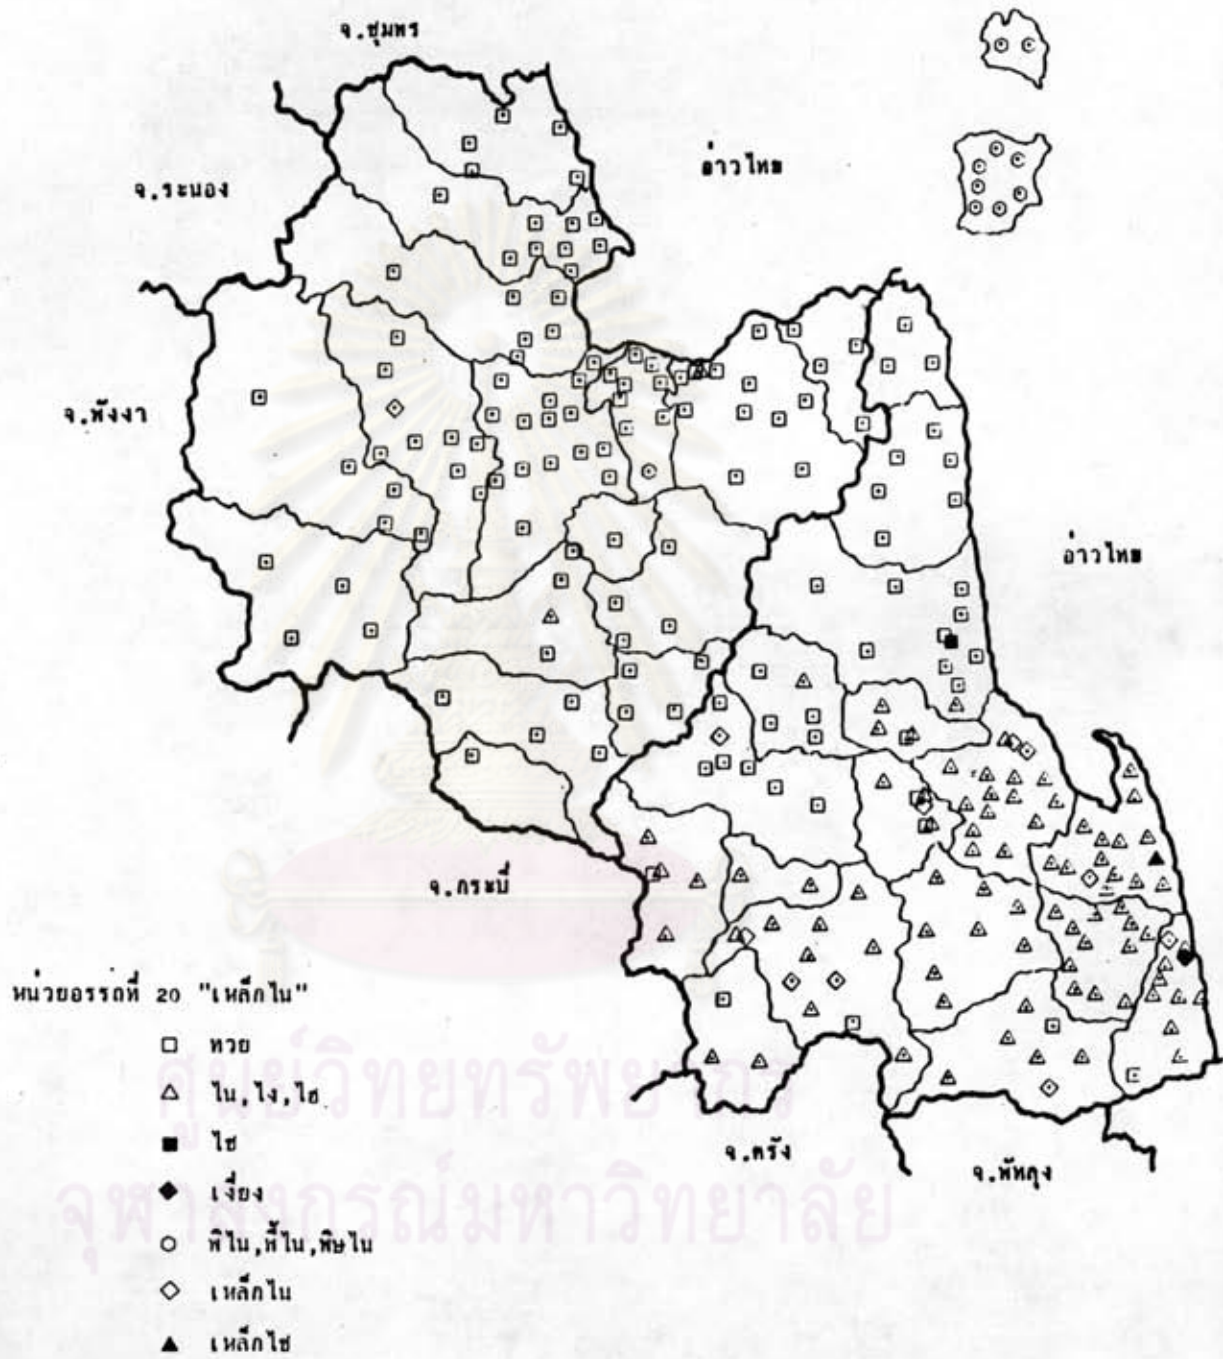 จ.ชุมพร
อ่าวไทย
จ.ระนอง
จ.พังงา
อ่าวไทย
จ.กระบี่
หน่วยอรรถที่ 20 "เหล็กไน"
หวย
ไน,ไง,ไฮ
ไช
เงี่ยง
พิไน,พี้ไน,พิษไน
เหล็กไน
เหล็กไช
จ.ตรัง
จ.พัทลุง
ศูนย์วิทยทรัพยากร
จุฬาลงกรณ์มหาวิทยาลัย